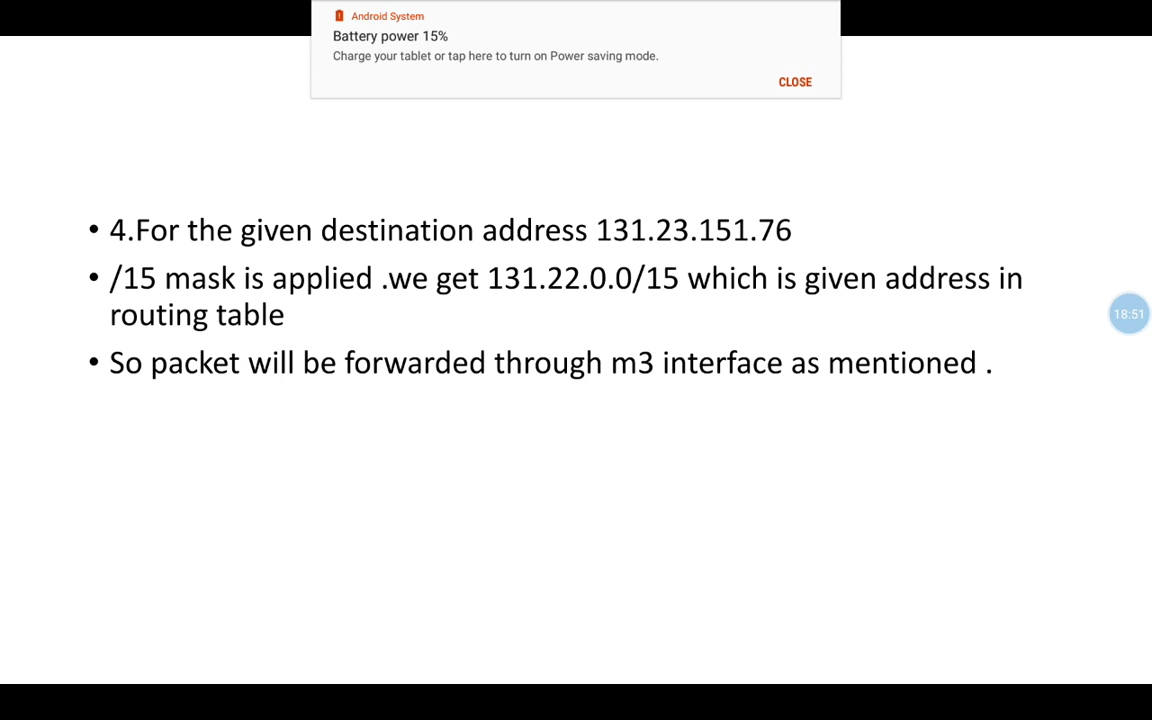 Android System
Battery power 15%
Charge your tablet or tap here to turn on Power saving mode.
CLOSE
• 4.For the given destination address 131.23.151.76
• /15 mask is applied .we get 131.22.0.0/15 which is given address in
routing table
18:51
• So packet will be forwarded through m3 interface as mentioned .